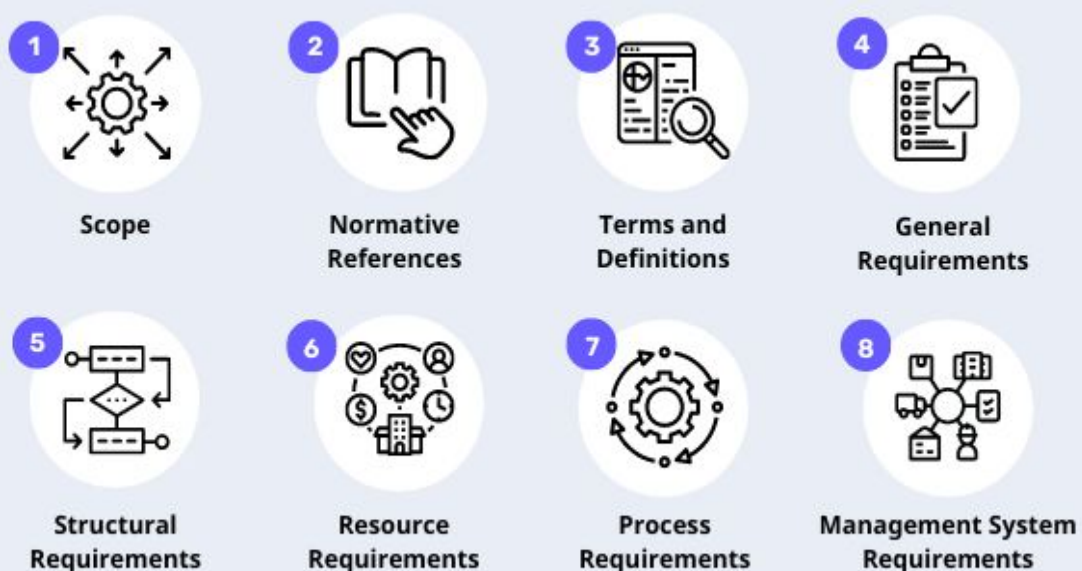 1
Scope
2
Normative
References
3
Terms and
Definitions
4
General
Requirements
5
Structural
Requirements
6
Resource
Requirements
7
Process
Requirements
8
Management System
Requirements